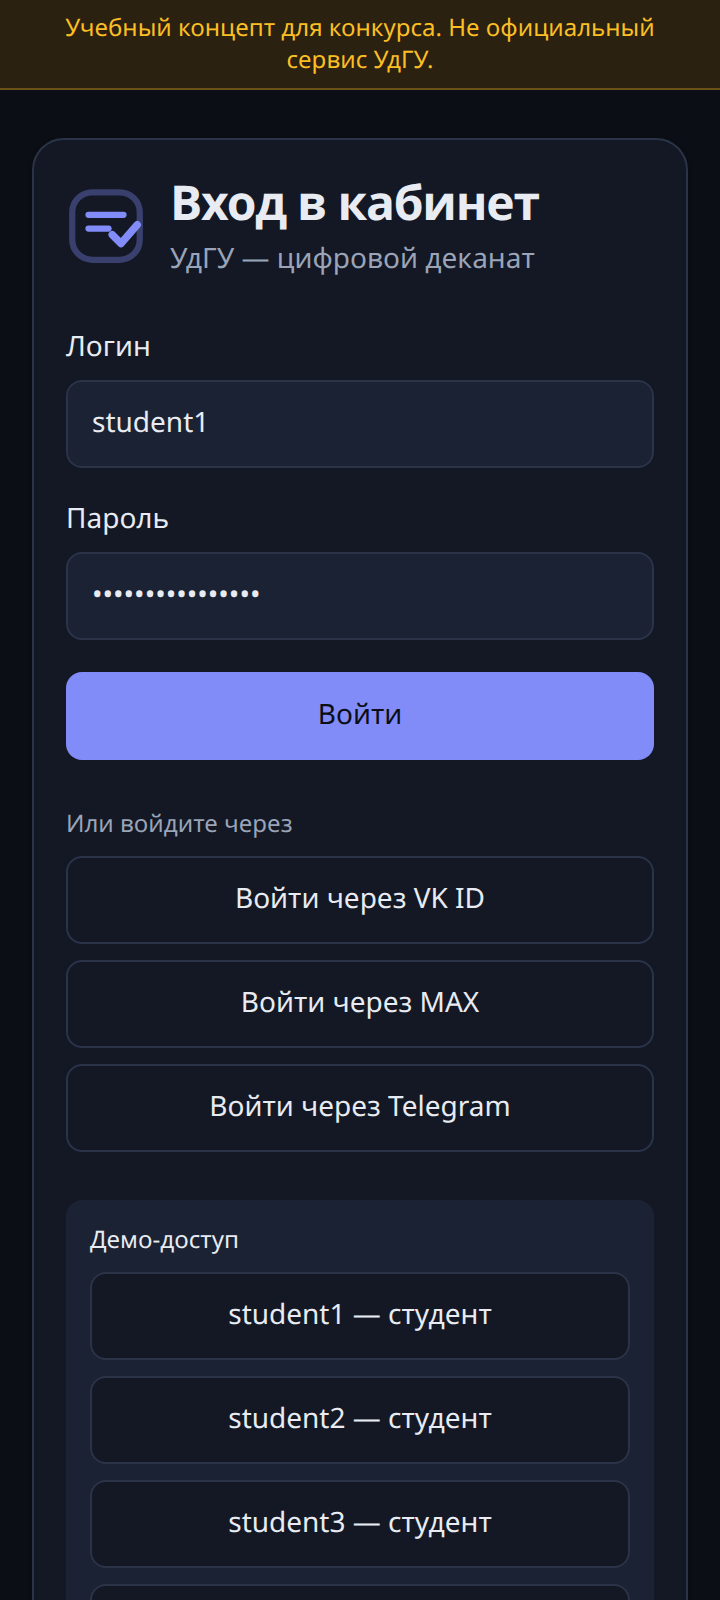 Учебный концепт для конкурса. Не официальный
сервис УдГУ.
Вход в кабинет
УдГУ — цифровой деканат
Логин
student1
Пароль
••••••••••••••••
Войти
Или войдите через
Войти через VK ID
Войти через MAX
Войти через Telegram
Демо-доступ
student1 — студент
student2 — студент
student3 — студент